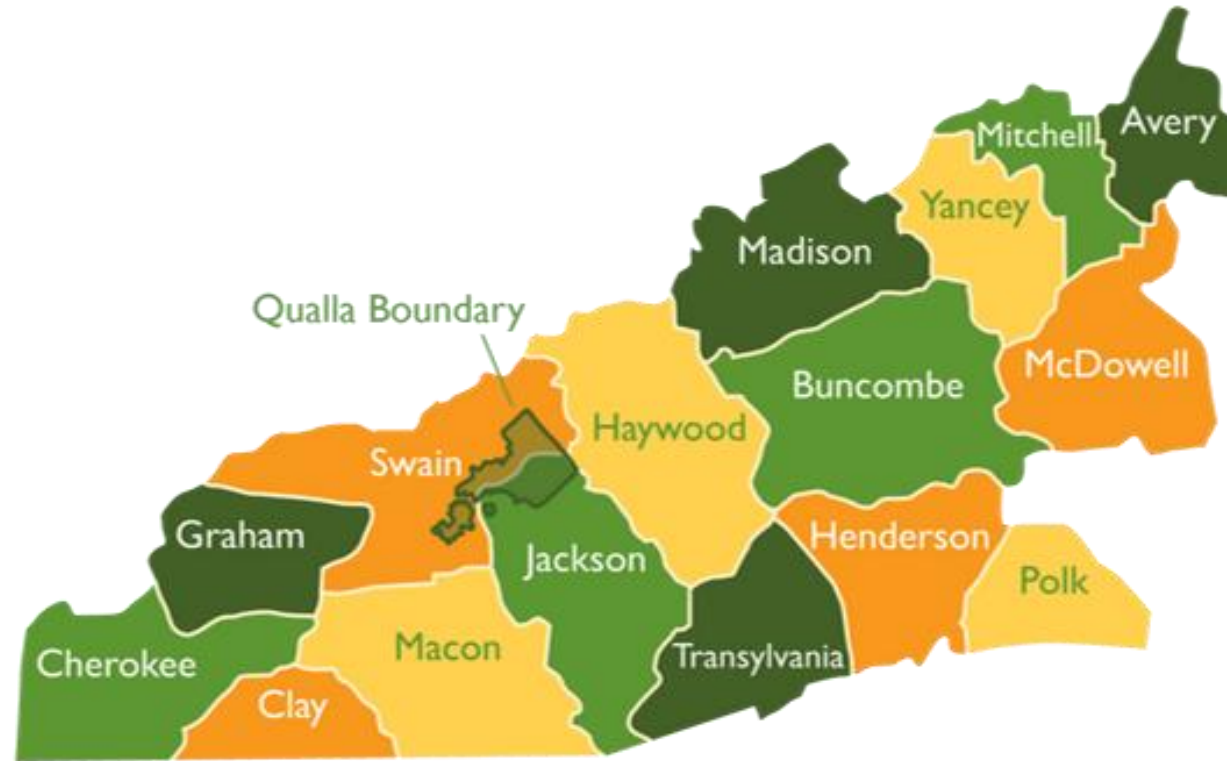 Avery
Mitchell
Yancey
Madison
Qualla Boundary
McDowell
Buncombe
Haywood
Swain
Graham
Henderson
Jackson
Polk
Macon
Transylvania
Cherokee
Clay